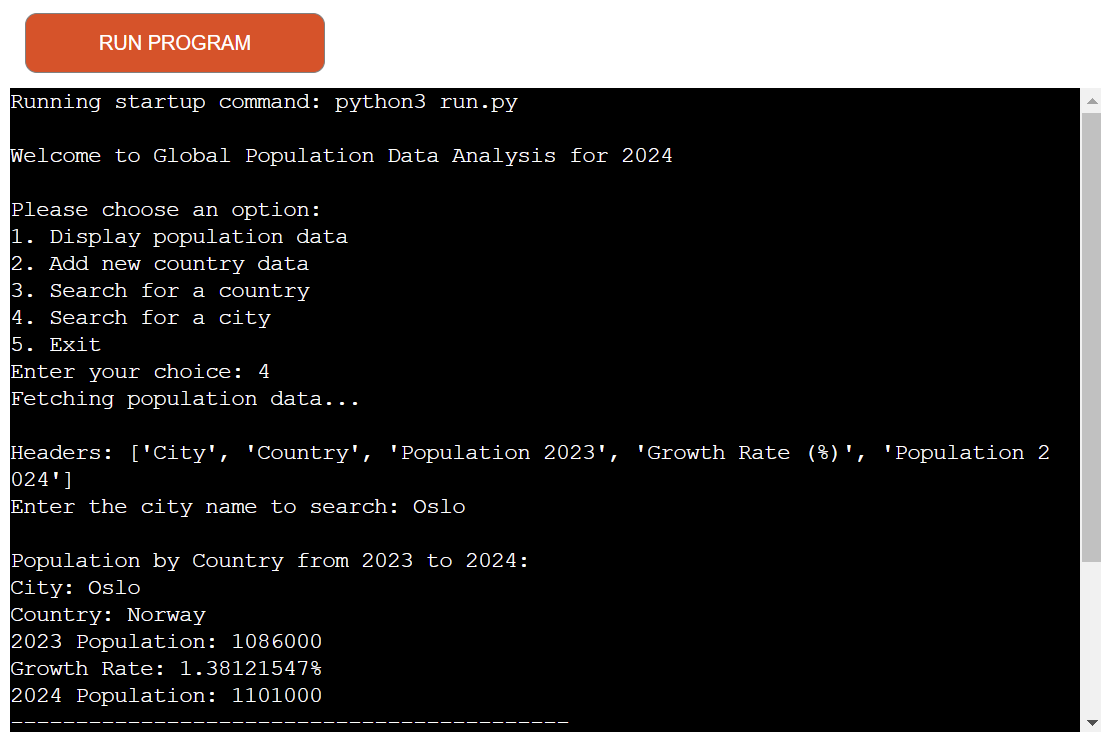 RUN PROGRAM
Running startup command: python3 run.py
Welcome to Global Population Data Analysis for 2024
Please choose an option:
1. Display population data
2. Add new country data
3. Search for a country
4. Search for a city
5. Exit
Enter your choice: 4
Fetching population data...
Headers: ['City', 'Country', 'Population 2023', 'Growth Rate (%)', 'Population 2
024']
Enter the city name to search: Oslo
Population by Country from 2023 to 2024:
City: Oslo
Country: Norway
2023 Population: 1086000
Growth Rate: 1.38121547%
2024 Population: 1101000
-------------------------------------------